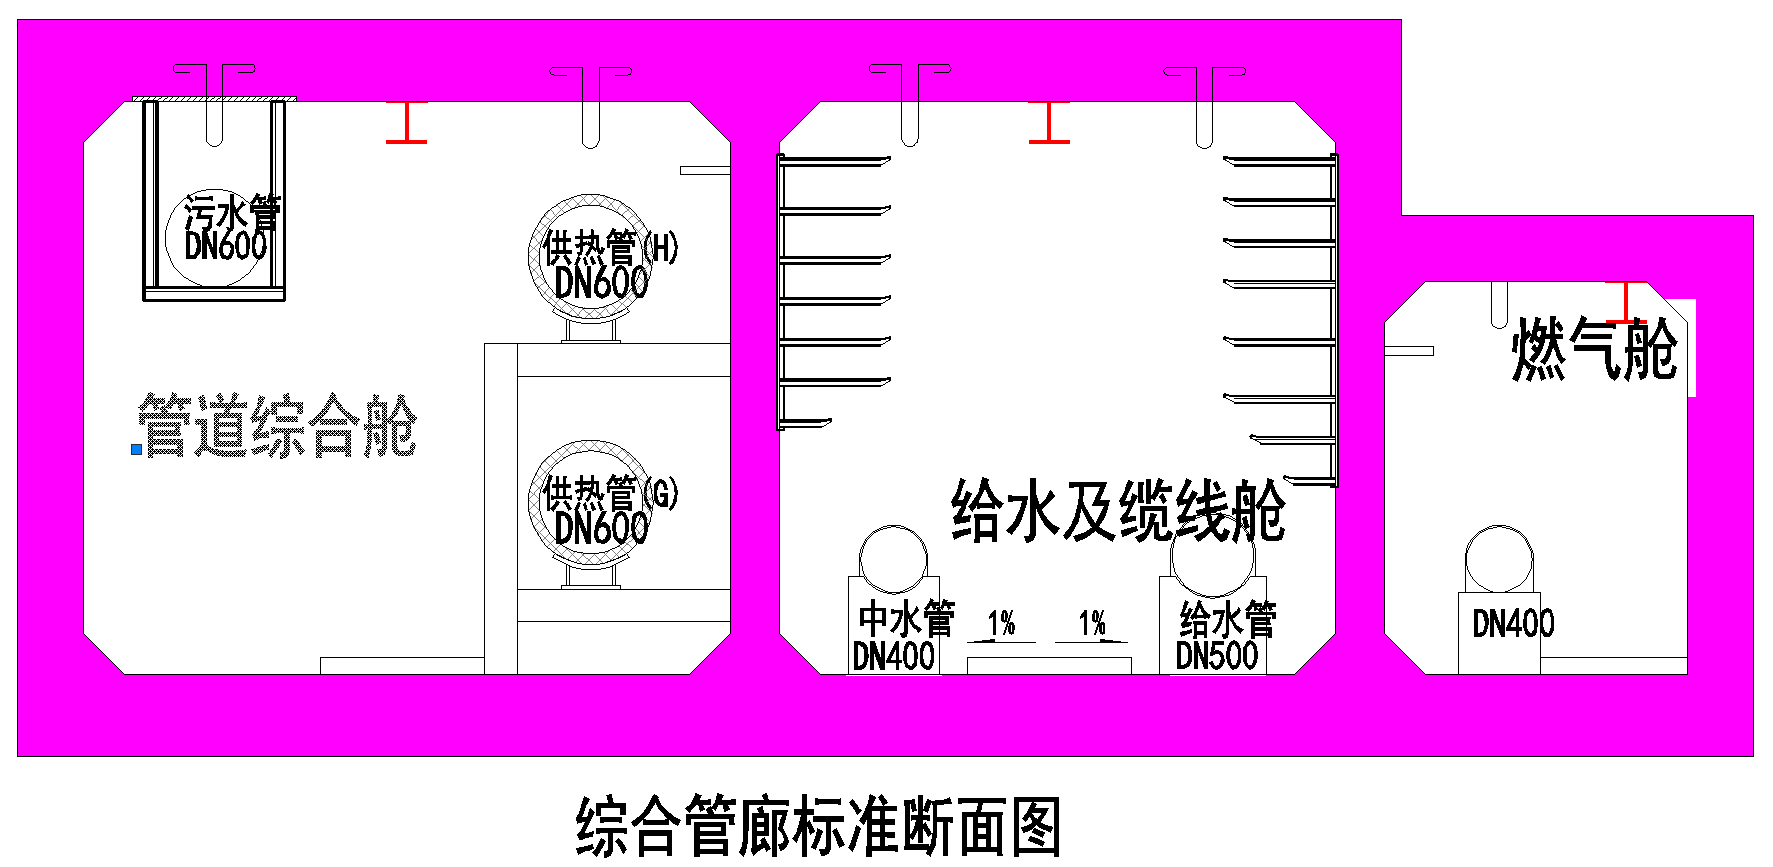 污水管
DN600
供热管(H)
DN600
管道综合舱
供热管(G)
DN600
给水及缆线舱
中水管
DN400
1%
1%
给水管
DN500
燃气舱
DN400
综合管廊标准断面图